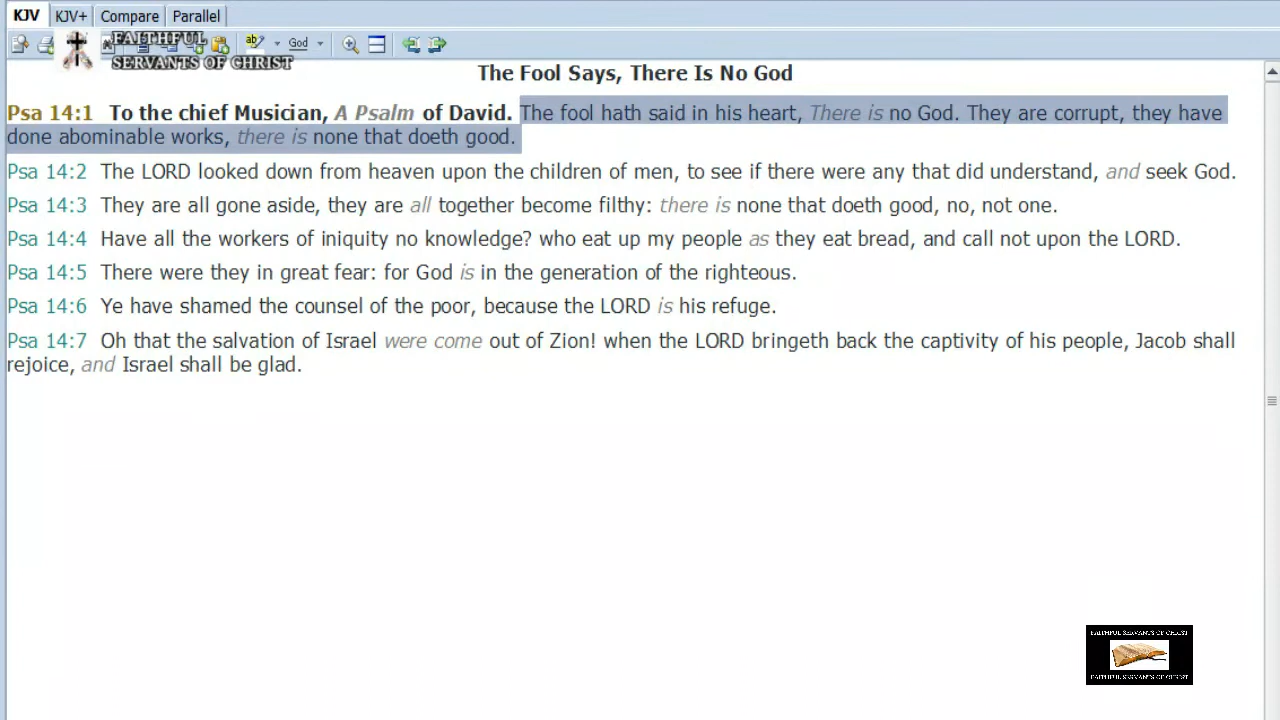 KJV KJV+ Compare Parallel
God
FAITHFUL
SERVANTS OF CHRIST
The Fool Says, There Is No God
Psa 14:1 To the chief Musician, A Psalm of David. The fool hath said in his heart, There is no God. They are corrupt, they have
done abominable works, there is none that doeth good.
Psa 14:2 The LORD looked down from heaven upon the children of men, to see if there were any that did understand, and seek God.
Psa 14:3 They are all gone aside, they are all together become filthy: there is none that doeth good, no, not one.
Psa 14:4 Have all the workers of iniquity no knowledge? who eat up my people as they eat bread, and call not upon the LORD.
Psa 14:5 There were they in great fear: for God is in the generation of the righteous.
Psa 14:6 Ye have shamed the counsel of the poor, because the LORD is his refuge.
Psa 14:7 Oh that the salvation of Israel were come out of Zion! when the LORD bringeth back the captivity of his people, Jacob shall
rejoice, and Israel shall be glad.
FAITHFUL SERVANTS OF CHRIST
FAITHFUL SERVANTS OF CHRIST